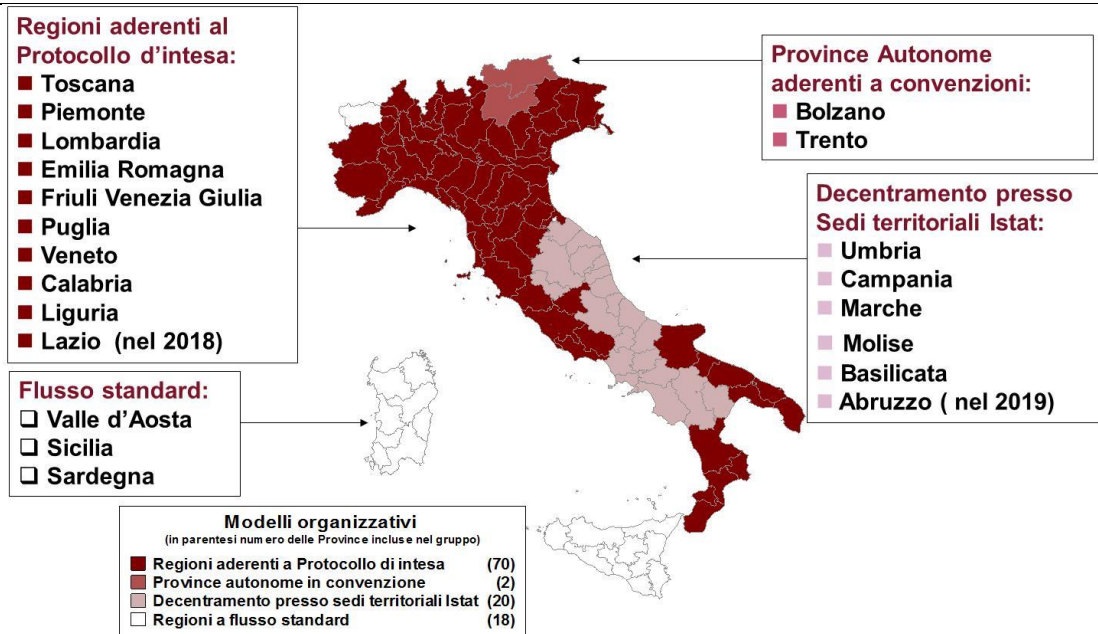 Regioni aderenti al
Protocollo d'intesa:
Toscana
Piemonte
Lombardia
Emilia Romagna
Friuli Venezia Giulia
Puglia
Veneto
Calabria
Liguria
Lazio (nel 2018)
Flusso standard:
Valle d'Aosta
Sicilia
Sardegna
Province Autonome
aderenti a convenzioni:
Bolzano
Trento
Decentramento presso
Sedi territoriali Istat:
Umbria
Campania
Marche
Molise
Basilicata
Abruzzo ( nel 2019)
Modelli organizzativi
(in parentesi numero delle Province incluse nel gruppo)
Regioni aderenti a Protocollo di intesa (70)
Province autonome in convenzione (2)
Decentramento presso sedi territoriali Istat (20)
Regioni a flusso standard (18)